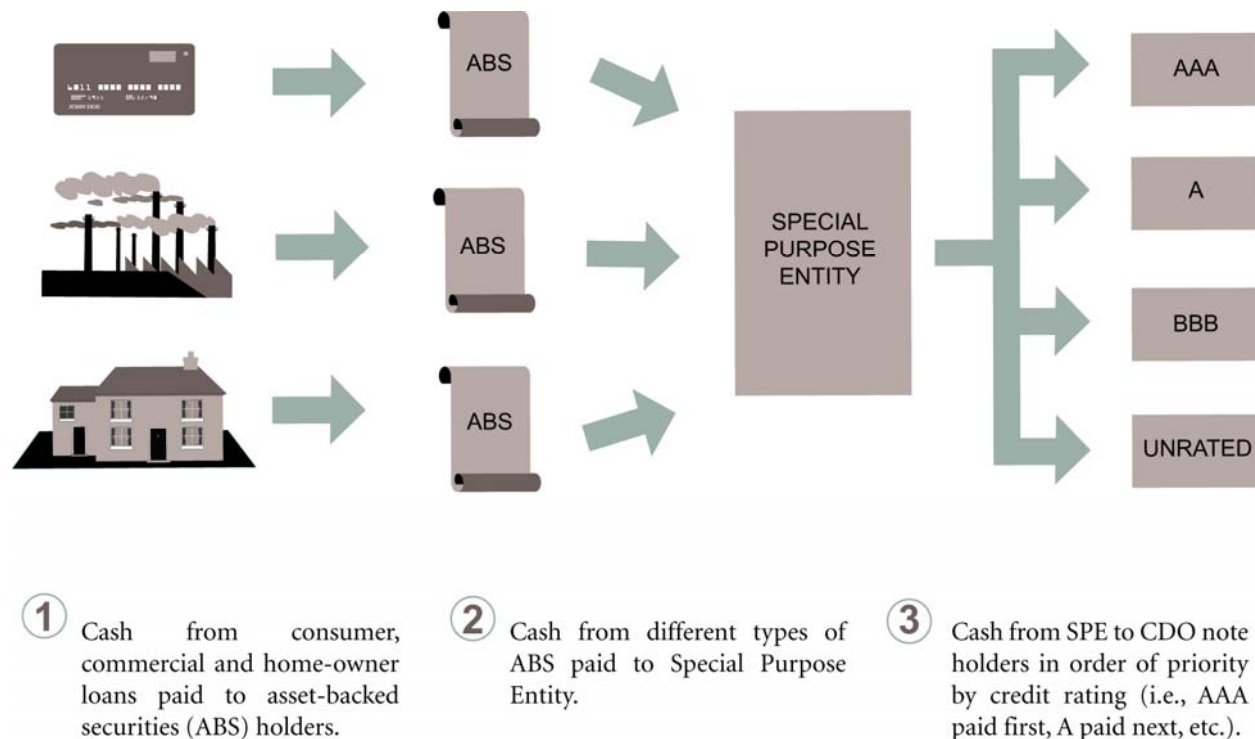 ABS
AAA
JOHN DOE
A
ABS
SPECIAL
PURPOSE
ENTITY
BBB
ABS
UNRATED
1
Cash from consumer,
commercial and home-owner
loans paid to asset-backed
securities (ABS) holders.
2
Cash from different types of
ABS paid to Special Purpose
Entity.
3
Cash from SPE to CDO note
holders in order of priority
by credit rating (i.e., AAA
paid first, A paid next, etc.).